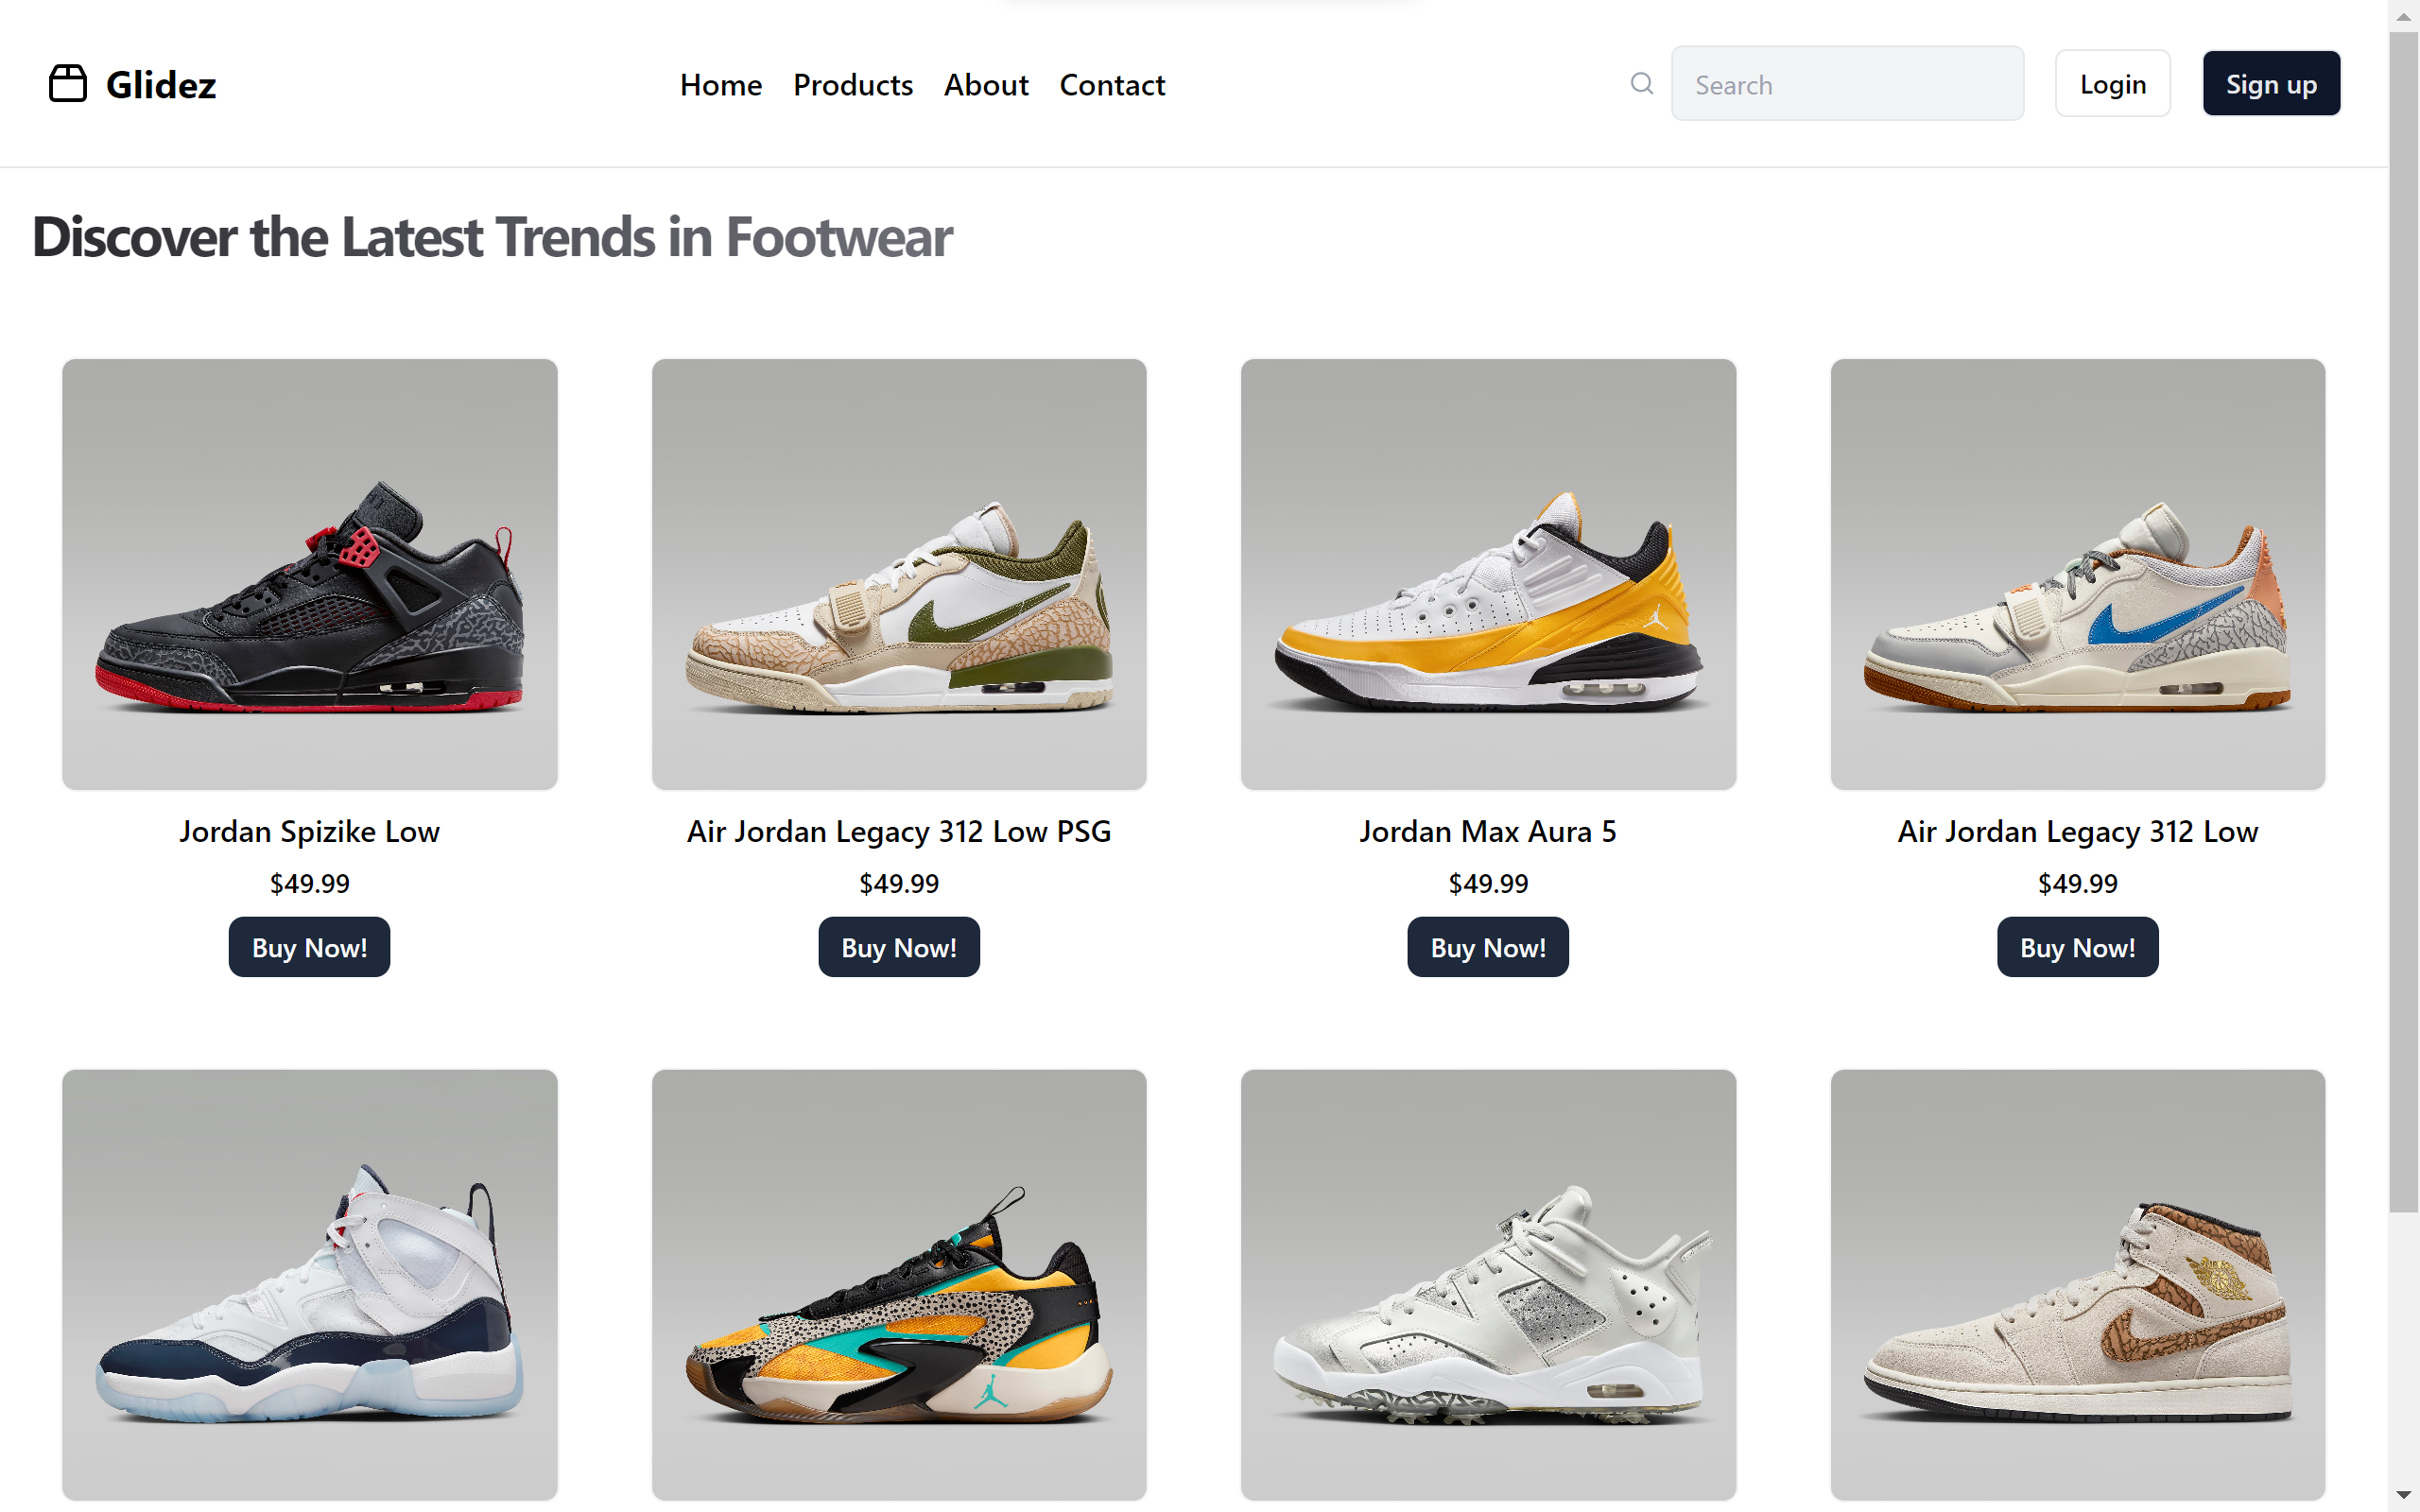 Glidez
Home Products About Contact
Search
Login
Sign up
Discover the Latest Trends in Footwear
Jordan Spizike Low
$49.99
Buy Now!
Air Jordan Legacy 312 Low PSG
$49.99
Buy Now!
Jordan Max Aura 5
$49.99
Buy Now!
Air Jordan Legacy 312 Low
$49.99
Buy Now!